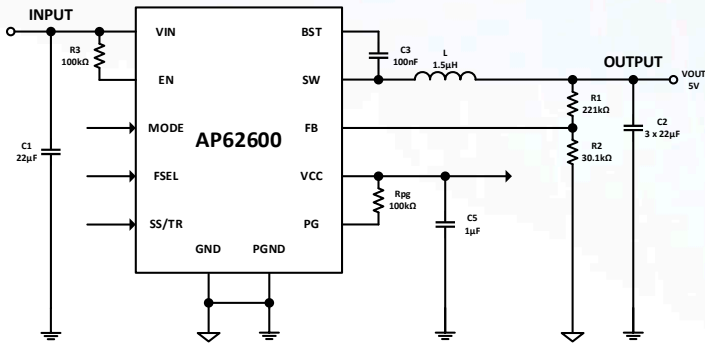 INPUT
VIN
BST
R3
100kΩ
C3
100nF
L
1.5µH
OUTPUT
EN
SW
VOUT
5V
R1
221kΩ
C1
22µF
MODE
AP62600
FB
C2
3 x 22µF
R2
30.1kΩ
FSEL
VCC
Rpg
100kΩ
C5
1µF
SS/TR
PG
GND
PGND